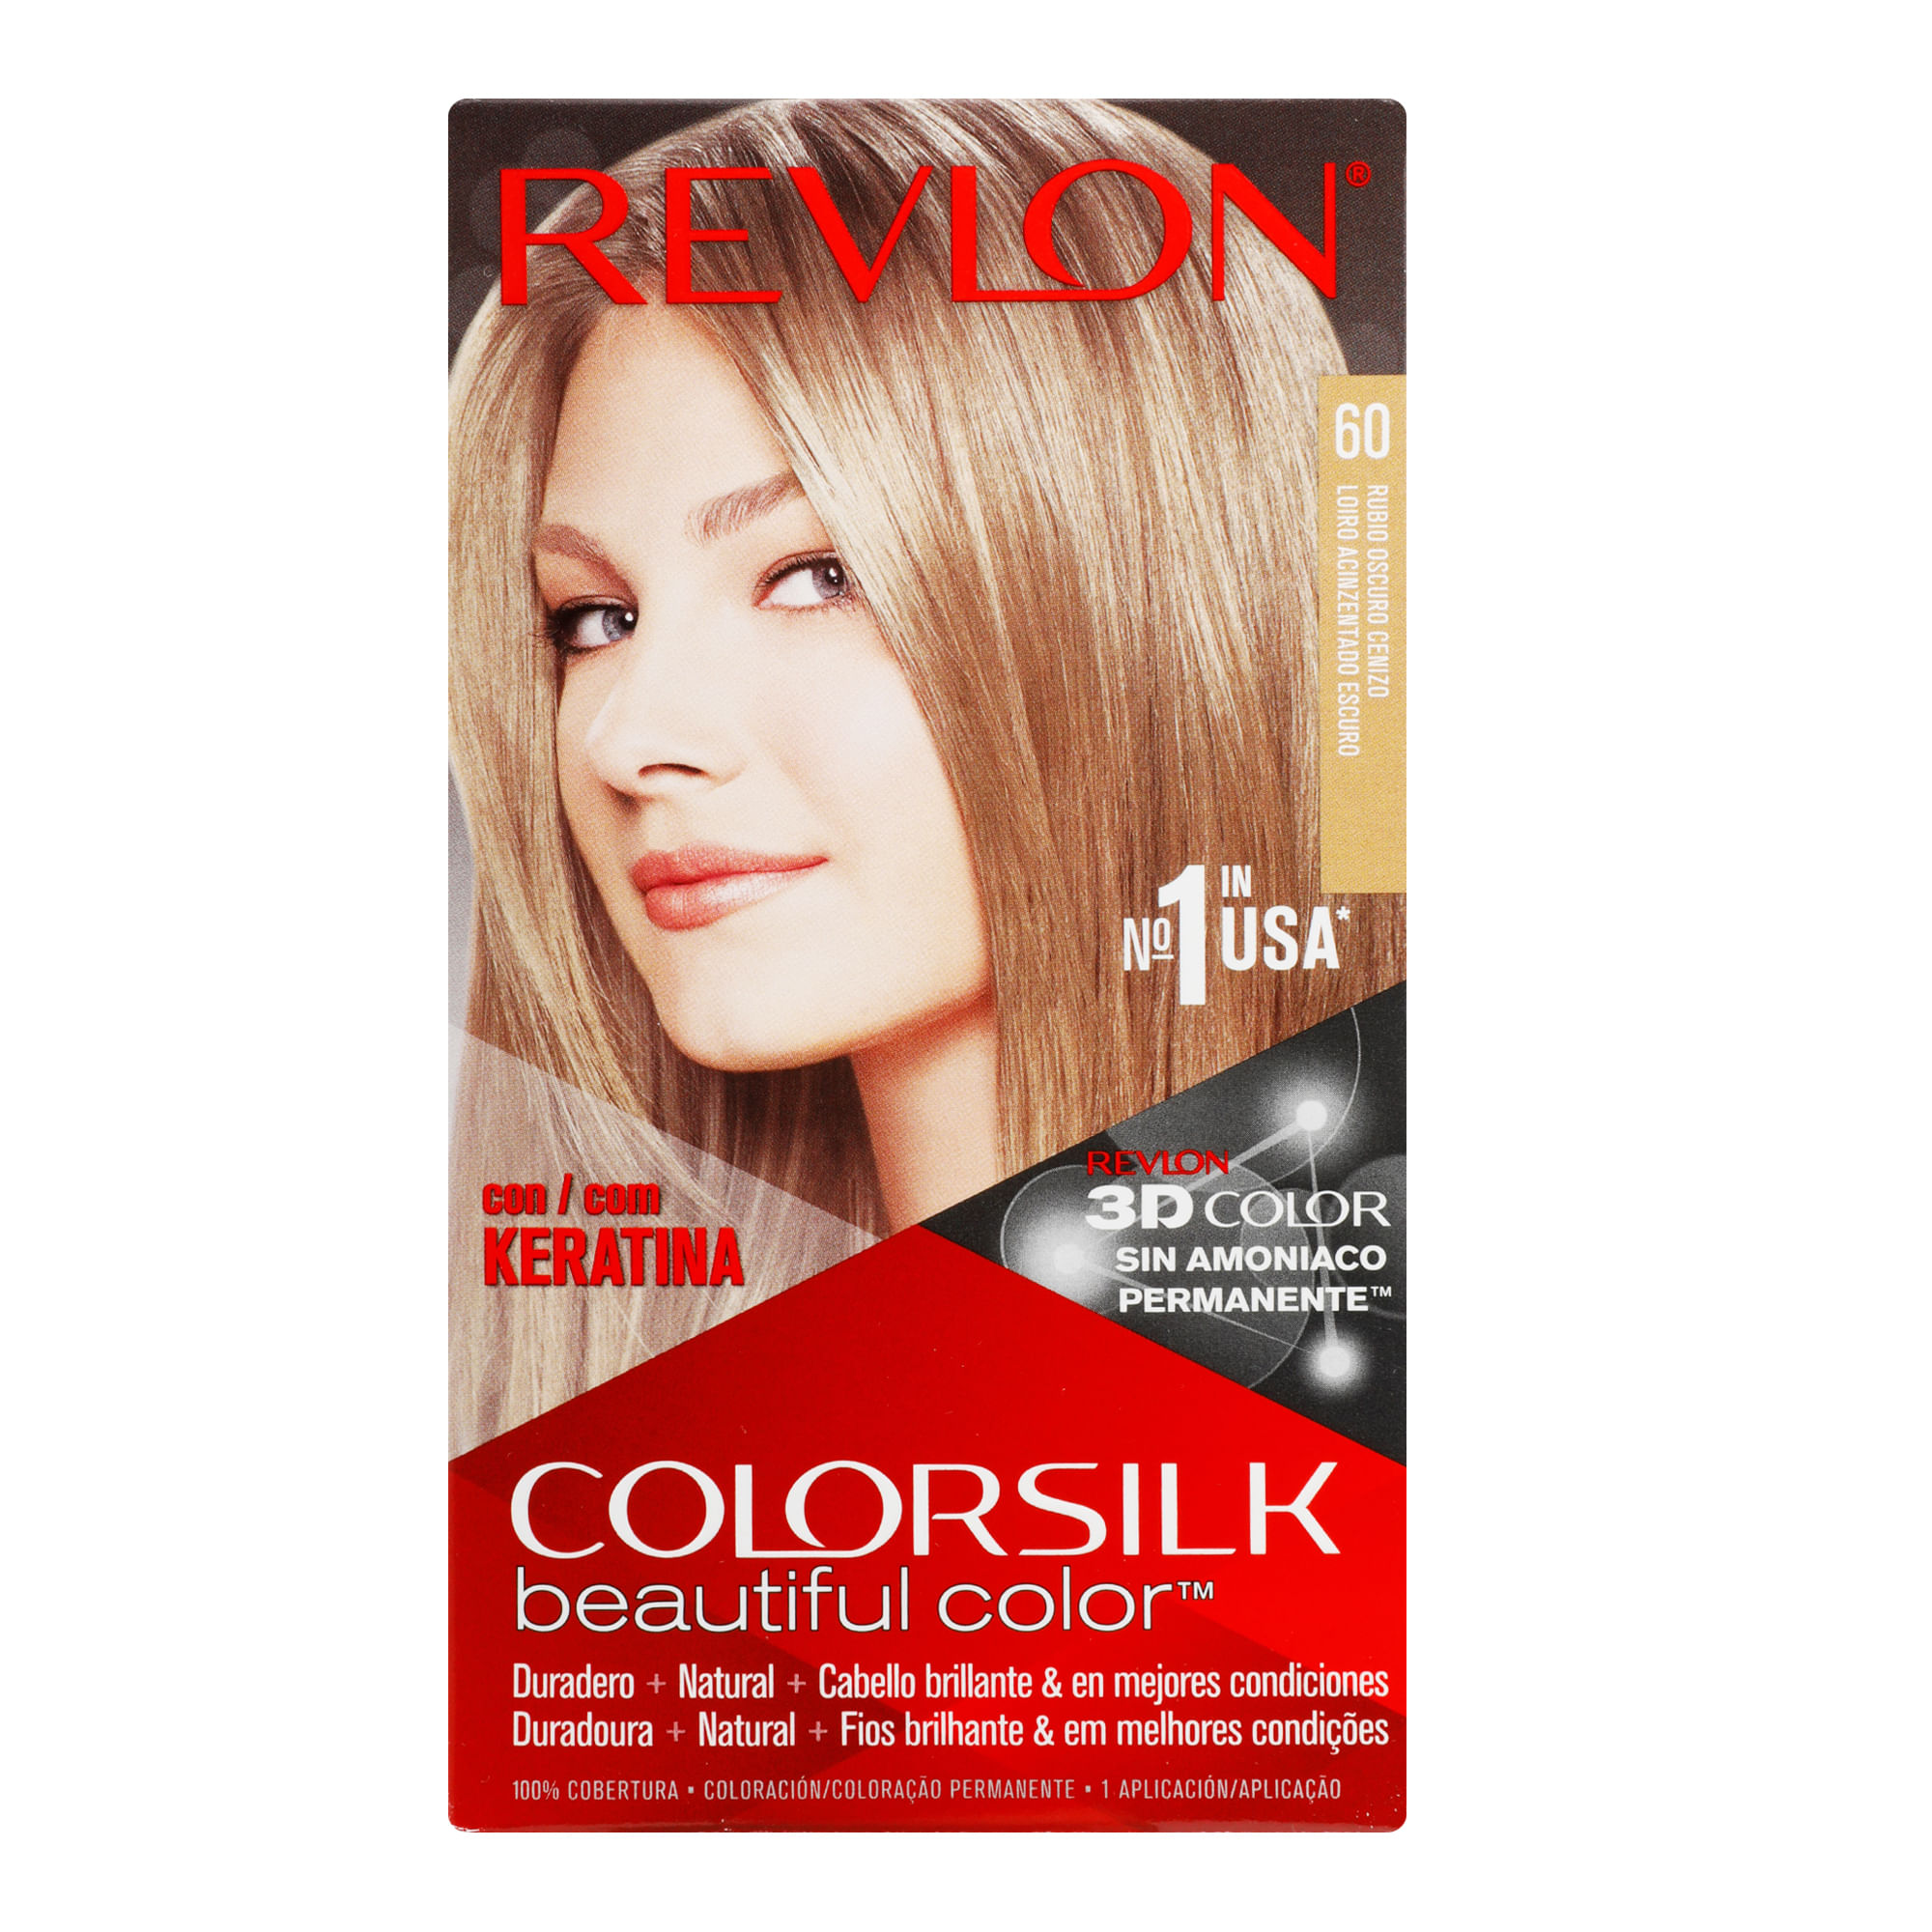 REVLON®
60
RUBIO OSCURO CENIZO
LOIRO ACINZENTADO ESCURO
Nº1 IN
USA*
con / com
KERATINA
REVLON
3D COLOR
SIN AMONIACO
PERMANENTE™
COLORSILK
beautiful color™
Duradero + Natural + Cabello brillante & en mejores condiciones
Duradoura + Natural + Fios brilhante & em melhores condições
100% COBERTURA ▪ COLORACIÓN/COLORAÇÃO PERMANENTE ▪ 1 APLICACIÓN/APLICAÇÃO